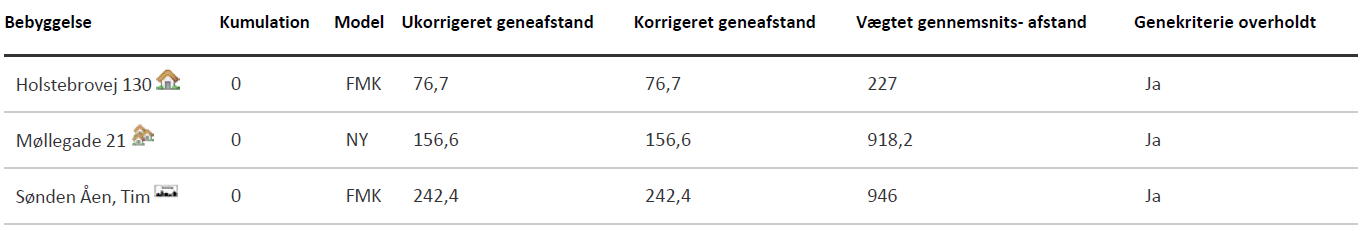 Bebyggelse Kumulation Model Ukorrigeret geneafstand Korrigeret geneafstand Vægtet gennemsnits- afstand Genekriterie overholdt
Holstebrovej 130 0 FMK 76,7 76,7 227 Ja
Møllegade 21 0 NY 156,6 156,6 918,2 Ja
Sønden Åen, Tim 0 FMK 242,4 242,4 946 Ja